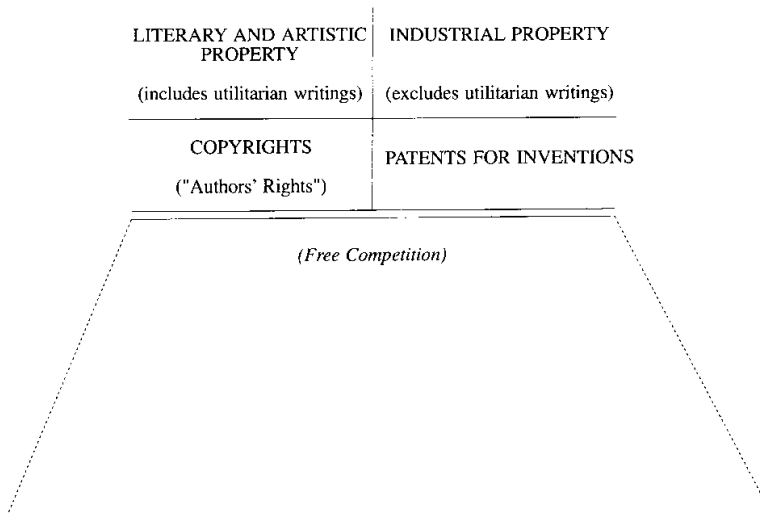 LITERARY AND ARTISTIC
PROPERTY
(includes utilitarian writings)
INDUSTRIAL PROPERTY
(excludes utilitarian writings)
COPYRIGHTS
("Authors' Rights")
PATENTS FOR INVENTIONS
(Free Competition)